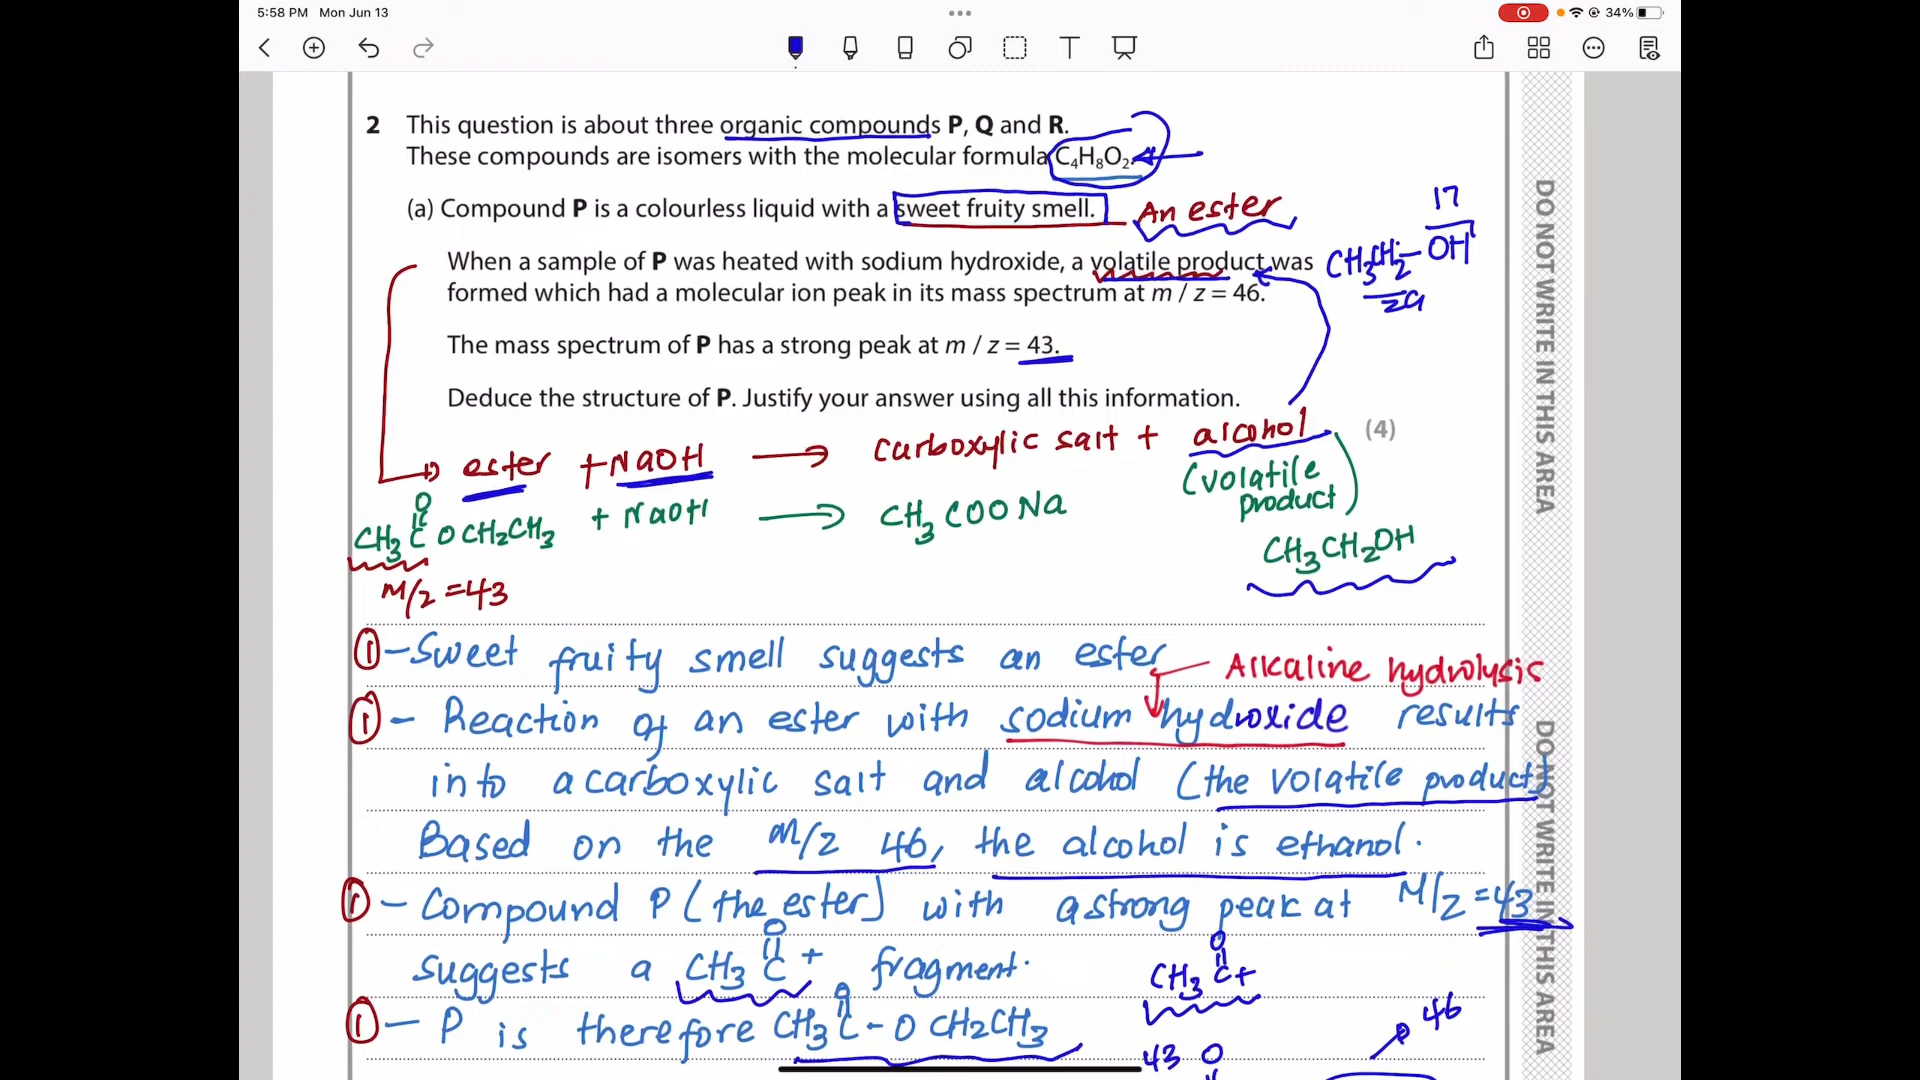 5:58 PM Mon Jun 13
34%
2 This question is about three organic compounds P, Q and R.
These compounds are isomers with the molecular formula C₄H₈O₂.
(a) Compound P is a colourless liquid with a sweet fruity smell. An ester
17
CH3CH2-OH
29
When a sample of P was heated with sodium hydroxide, a volatile product was
formed which had a molecular ion peak in its mass spectrum at m / z = 46.
The mass spectrum of P has a strong peak at m / z = 43.
Deduce the structure of P. Justify your answer using all this information.
(4)
ester + NaOH → carboxylic salt + alcohol
(volatile product)
O
CH3 C OCH2CH3 + NaOH → CH3COONa
CH3CH2OH
M/Z = 43
① - Sweet fruity smell suggests an ester
Alkaline hydrolysis
① - Reaction of an ester with sodium hydroxide results
into a carboxylic salt and alcohol (the volatile product)
Based on the M/Z 46, the alcohol is ethanol.
① - Compound P (the ester) with a strong peak at M/Z = 43
O
suggests a CH3 C+ fragment.
O
CH3 C+
O
① - P is therefore CH3 C - O CH2CH3
46
43 O
DO NOT WRITE IN THIS AREA
DO NOT WRITE IN THIS AREA